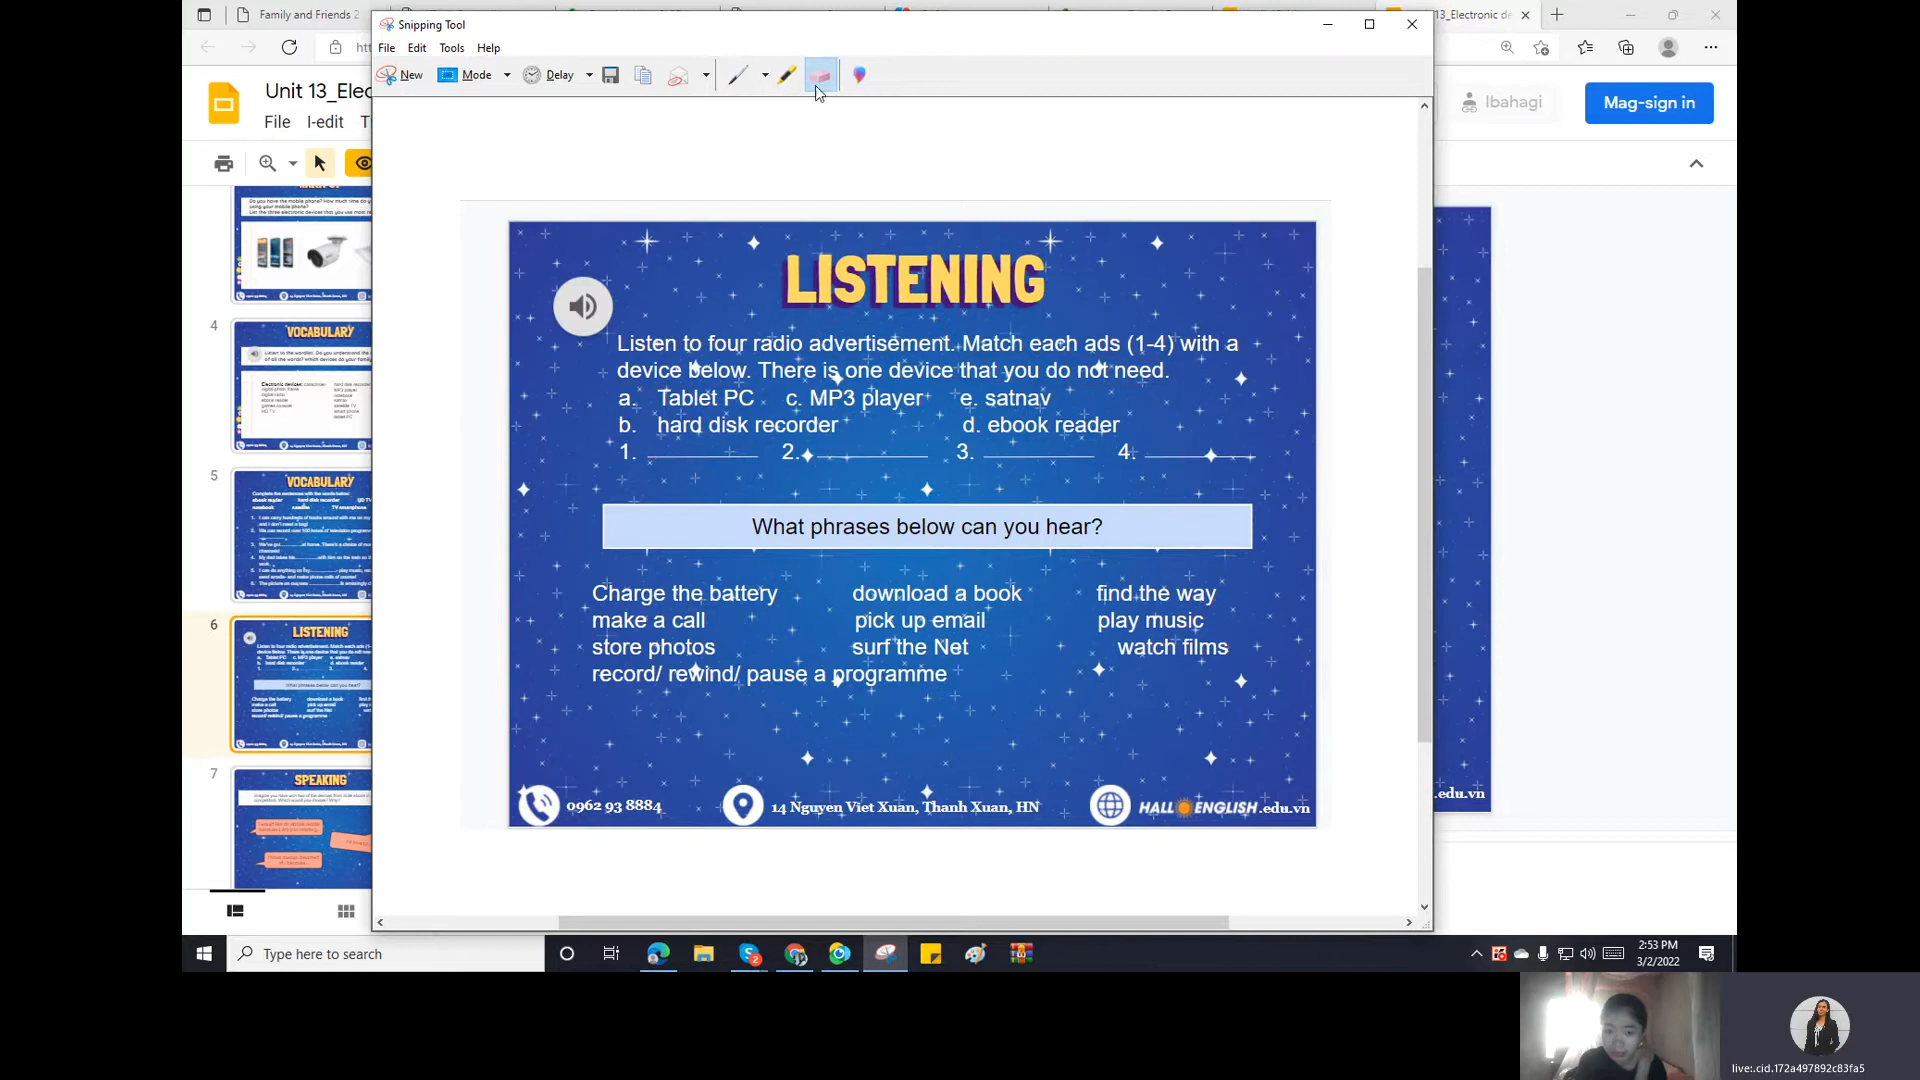 Family and Friends 2
13_Electronic de
Snipping Tool
File Edit Tools Help
New Mode Delay
Unit 13_Elec
File I-edit
Ibahagi
Mag-sign in
LISTENING
Listen to four radio advertisement. Match each ads (1-4) with a
device below. There is one device that you do not need.
a. Tablet PC c. MP3 player e. satnav
b. hard disk recorder d. ebook reader
1. 2. 3. 4.
What phrases below can you hear?
Charge the battery download a book find the way
make a call pick up email play music
store photos surf the Net watch films
record/ rewind/ pause a programme
0962 93 8884 14 Nguyen Viet Xuan, Thanh Xuan, HN HALL ENGLISH.edu.vn
edu.vn
4
VOCABULARY
5
VOCABULARY
6
LISTENING
7
SPEAKING
Type here to search
2:53 PM
3/2/2022
live:.cid.172a497892c83fa5